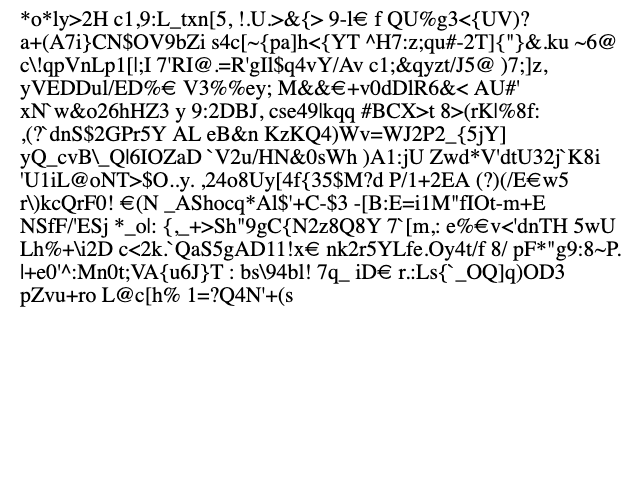 *o*ly>2H c1,9:L_txn[5, !.U.>&{> 9-l€ f QU%g3<{UV)?
a+(A7i}CN$OV9bZi s4c[~{pa]h<{YT ^H7:z;qu#-2T]{"}&.ku ~6@
c\!qpVnLp1[|;I 7'RI@.=R'gIl$q4vY/Av c1;&qyzt/J5@ )7;]z,
yVEDDul/ED%€ V3%%ey; M&&€+v0dDlR6&< AU#'
xN`w&o26hHZ3 y 9:2DBJ, cse49|kqq #BCX>t 8>(rK|%8f:
,(?`dnS$2GPr5Y AL eB&n KzKQ4)Wv=WJ2P2_{5jY]
yQ_cvB\_Q|6IOZaD `V2u/HN&0sWh )A1:jU Zwd*V'dtU32j`K8i
'U1iL@oNT>$O..y. ,24o8Uy[4f{35$M?d P/1+2EA (?)(/E€w5
r\)kcQrF0! €(N _AShocq*Al$'+C-$3 -[B:E=i1M"fIOt-m+E
NSfF/'ESj *_o|: {,_+>Sh"9gC{N2z8Q8Y 7`[m,: e%€v<'dnTH 5wU
Lh%+\i2D c<2k.`QaS5gAD11!x€ nk2r5YLfe.Oy4t/f 8/ pF*"g9:8~P.
|+e0'^:Mn0t;VA{u6J}T : bs\94bl! 7q_ iD€ r.:Ls{`_OQ]q)OD3
pZvu+ro L@c[h% 1=?Q4N'+(s